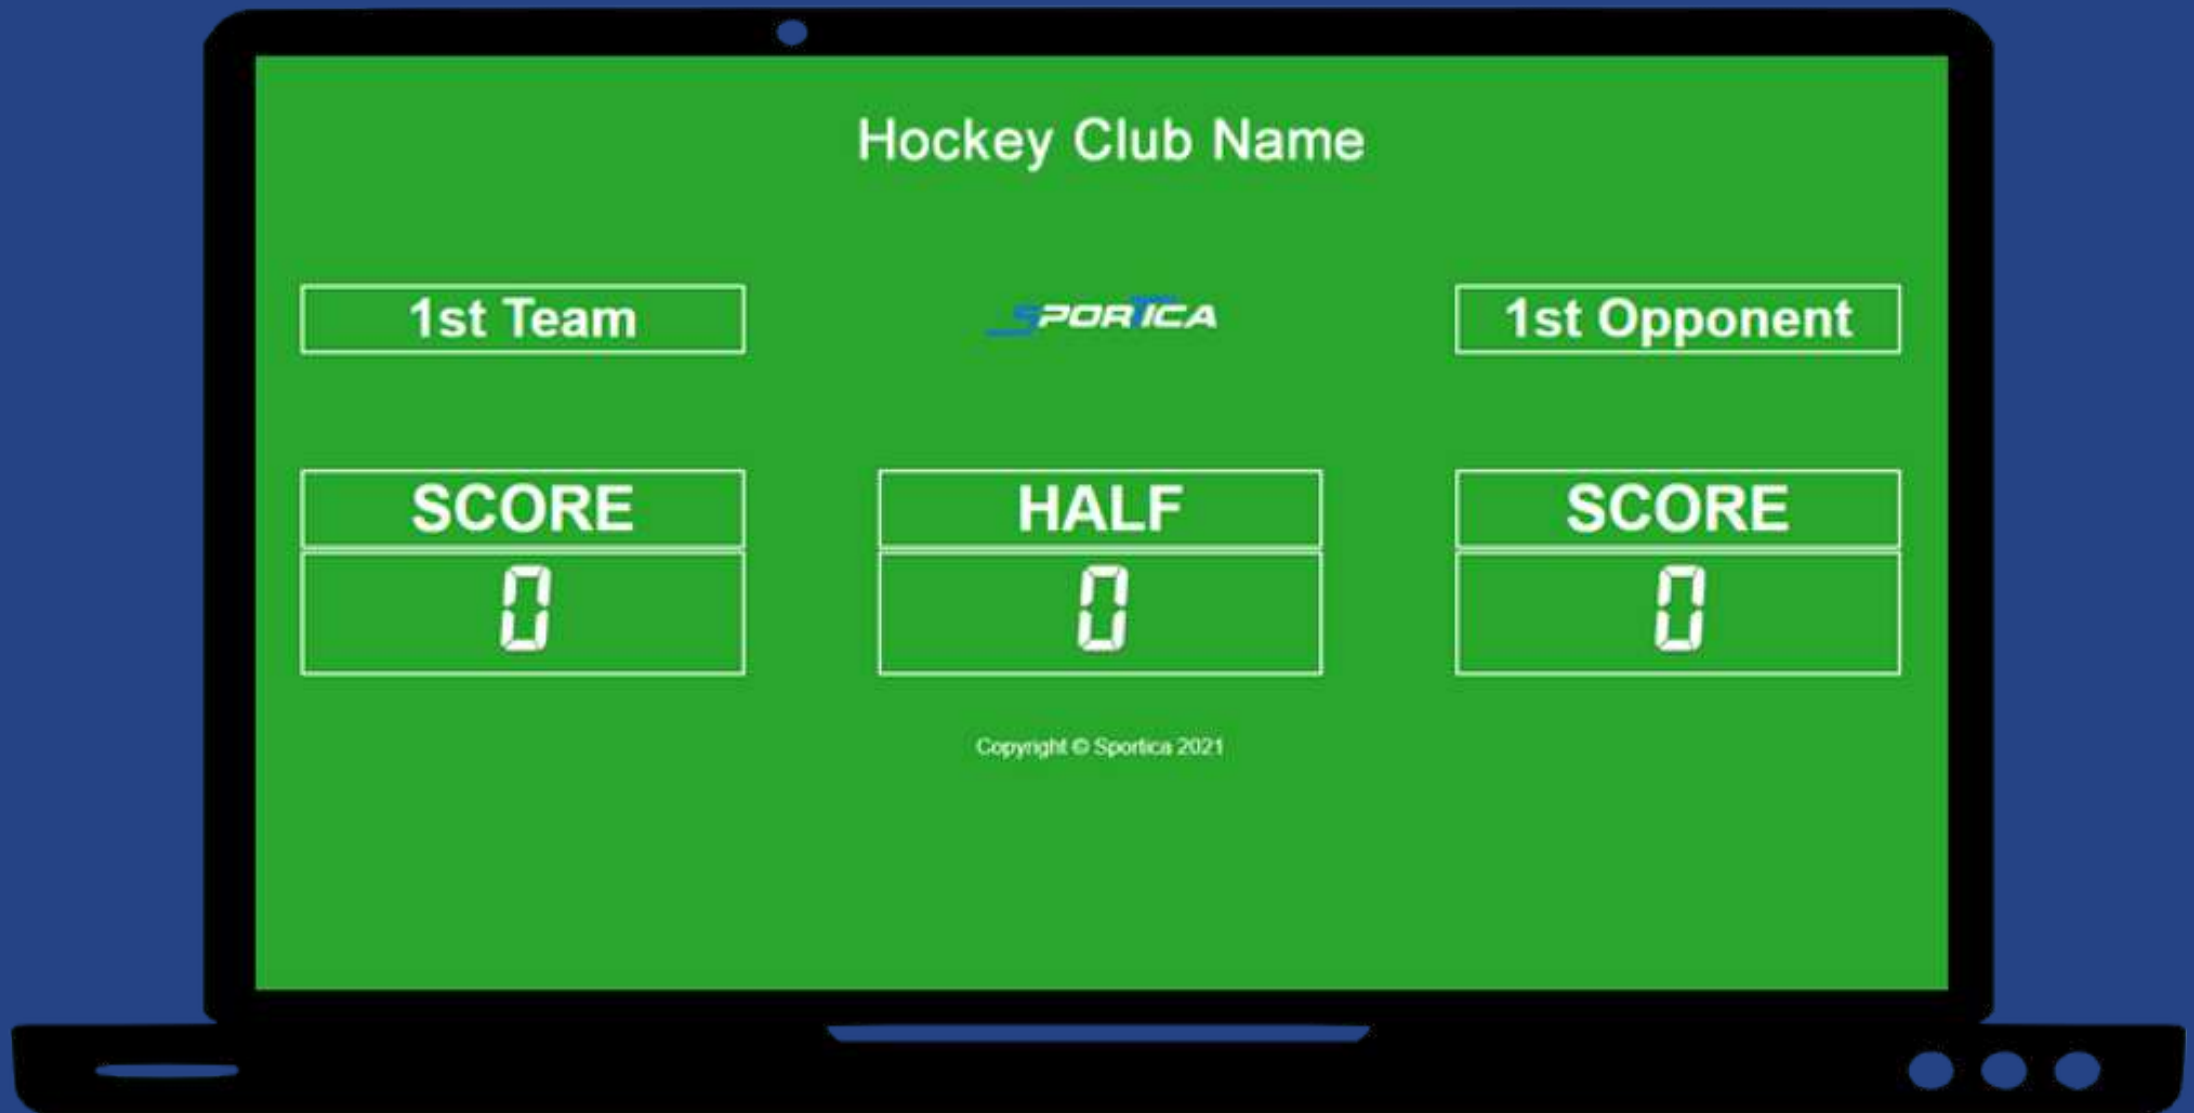 Hockey Club Name
1st Team
SPORTICA
1st Opponent
SCORE
0
HALF
0
SCORE
0
Copyright © Sportica 2021